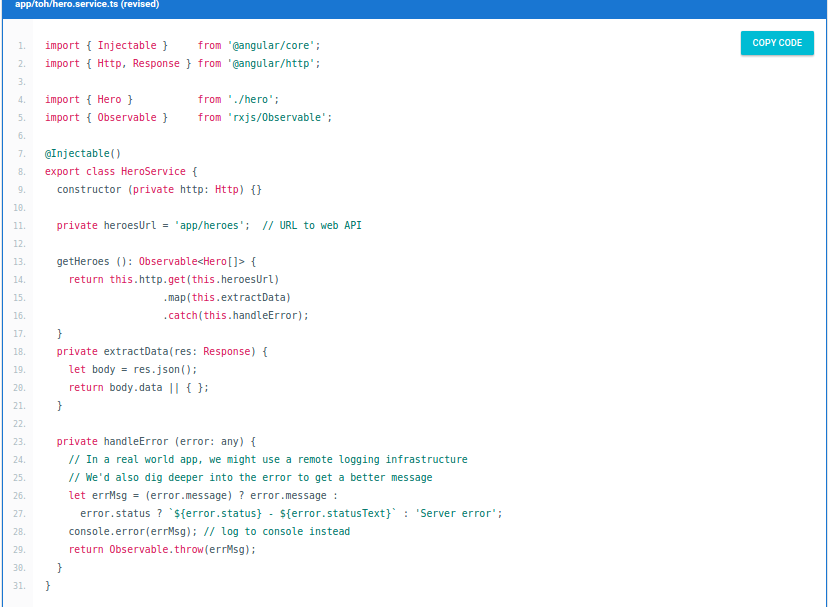 app/toh/hero.service.ts (revised)
COPY CODE
1. import { Injectable }     from '@angular/core';
2. import { Http, Response } from '@angular/http';
3.
4. import { Hero }           from './hero';
5. import { Observable }     from 'rxjs/Observable';
6.
7. @Injectable()
8. export class HeroService {
9.   constructor (private http: Http) {}
10.
11.   private heroesUrl = 'app/heroes';  // URL to web API
12.
13.   getHeroes (): Observable<Hero[]> {
14.     return this.http.get(this.heroesUrl)
15.                     .map(this.extractData)
16.                     .catch(this.handleError);
17.   }
18.   private extractData(res: Response) {
19.     let body = res.json();
20.     return body.data || { };
21.   }
22.
23.   private handleError (error: any) {
24.     // In a real world app, we might use a remote logging infrastructure
25.     // We'd also dig deeper into the error to get a better message
26.     let errMsg = (error.message) ? error.message :
27.       error.status ? `${error.status} - ${error.statusText}` : 'Server error';
28.     console.error(errMsg); // log to console instead
29.     return Observable.throw(errMsg);
30.   }
31. }